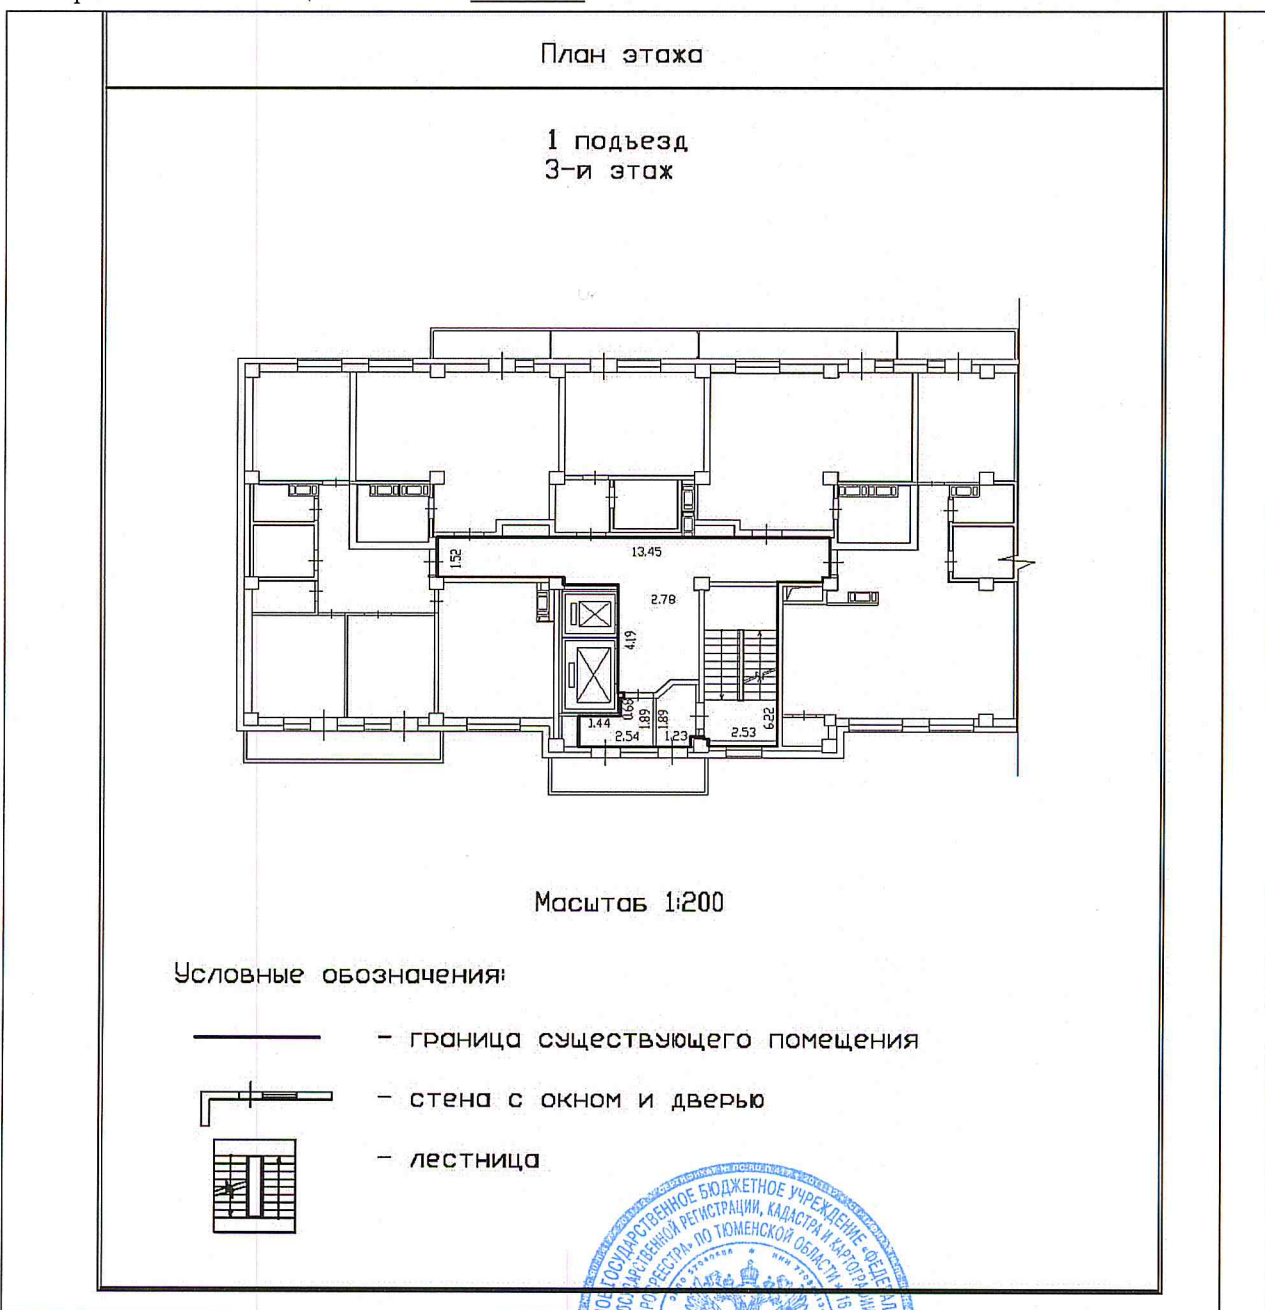 План этажа
1 подъезд
3-й этаж
1.52
13.45
2.78
4.19
0.68
1.44
1.89
1.89
2.54
1.23
2.53
6.22
Масштаб 1:200
Условные обозначения:
- граница существующего помещения
- стена с окном и дверью
- лестница
ГОСУДАРСТВЕННОЕ БЮДЖЕТНОЕ УЧРЕЖДЕНИЕ «ФЕДЕРАЛ
ГОСУДАРСТВЕННОЙ РЕГИСТРАЦИИ, КАДАСТРА И КАРТОГРАФИИ
РОСРЕЕСТРА» ПО ТЮМЕНСКОЙ ОБЛАСТИ